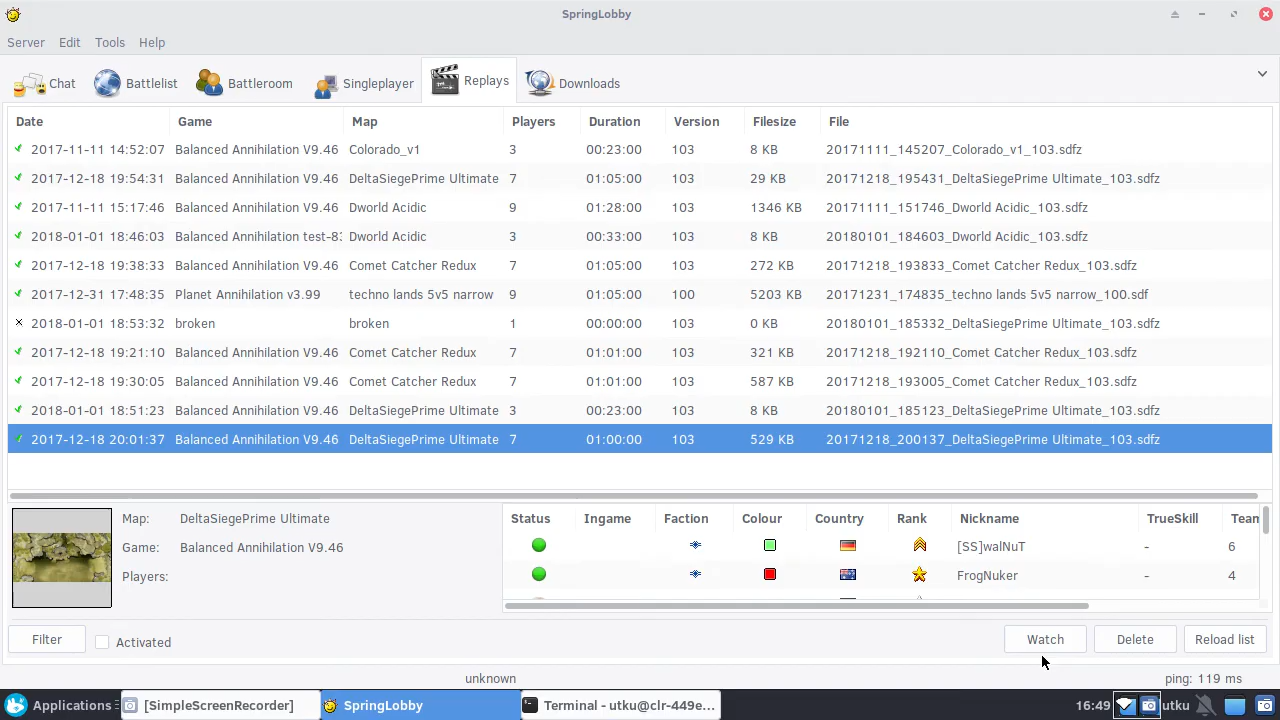 SpringLobby
Server Edit Tools Help
Chat Battlelist Battleroom Singleplayer Replays Downloads
Date Game Map Players Duration Version Filesize File
2017-11-11 14:52:07 Balanced Annihilation V9.46 Colorado_v1 3 00:23:00 103 8 KB 20171111_145207_Colorado_v1_103.sdfz
2017-12-18 19:54:31 Balanced Annihilation V9.46 DeltaSiegePrime Ultimate 7 01:05:00 103 29 KB 20171218_195431_DeltaSiegePrime Ultimate_103.sdfz
2017-11-11 15:17:46 Balanced Annihilation V9.46 Dworld Acidic 9 01:28:00 103 1346 KB 20171111_151746_Dworld Acidic_103.sdfz
2018-01-01 18:46:03 Balanced Annihilation test-83 Dworld Acidic 3 00:33:00 103 8 KB 20180101_184603_Dworld Acidic_103.sdfz
2017-12-18 19:38:33 Balanced Annihilation V9.46 Comet Catcher Redux 7 01:05:00 103 272 KB 20171218_193833_Comet Catcher Redux_103.sdfz
2017-12-31 17:48:35 Planet Annihilation v3.99 techno lands 5v5 narrow 9 01:05:00 100 5203 KB 20171231_174835_techno lands 5v5 narrow_100.sdf
2018-01-01 18:53:32 broken broken 1 00:00:00 103 0 KB 20180101_185332_DeltaSiegePrime Ultimate_103.sdfz
2017-12-18 19:21:10 Balanced Annihilation V9.46 Comet Catcher Redux 7 01:01:00 103 321 KB 20171218_192110_Comet Catcher Redux_103.sdfz
2017-12-18 19:30:05 Balanced Annihilation V9.46 Comet Catcher Redux 7 01:01:00 103 587 KB 20171218_193005_Comet Catcher Redux_103.sdfz
2018-01-01 18:51:23 Balanced Annihilation V9.46 DeltaSiegePrime Ultimate 3 00:23:00 103 8 KB 20180101_185123_DeltaSiegePrime Ultimate_103.sdfz
2017-12-18 20:01:37 Balanced Annihilation V9.46 DeltaSiegePrime Ultimate 7 01:00:00 103 529 KB 20171218_200137_DeltaSiegePrime Ultimate_103.sdfz
Map: DeltaSiegePrime Ultimate
Game: Balanced Annihilation V9.46
Players:
Status Ingame Faction Colour Country Rank Nickname TrueSkill Team
[SS]walNuT - 6
FrogNuker - 4
Filter Activated Watch Delete Reload list
unknown ping: 119 ms
Applications [SimpleScreenRecorder] SpringLobby Terminal - utku@clr-449e... 16:49 utku